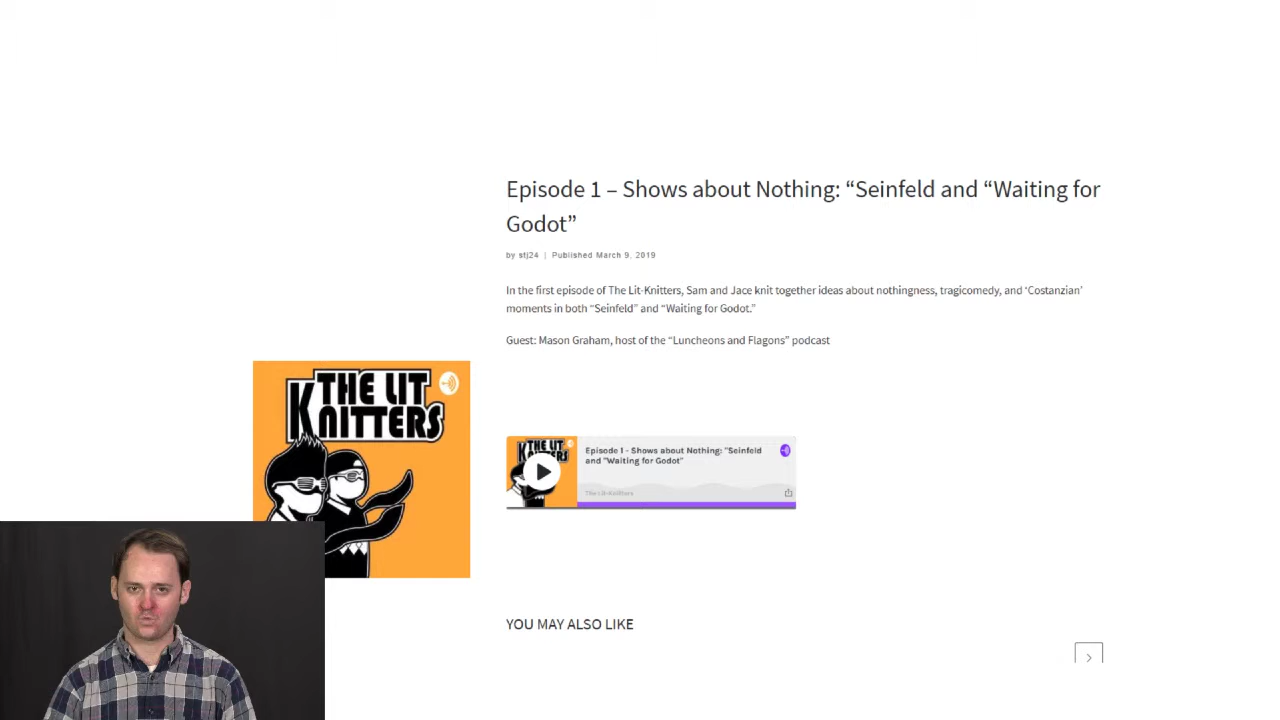 Episode 1 – Shows about Nothing: “Seinfeld and “Waiting for
Godot”
by stj24 | Published March 9, 2019
In the first episode of The Lit-Knitters, Sam and Jace knit together ideas about nothingness, tragicomedy, and ‘Costanzian’
moments in both “Seinfeld” and “Waiting for Godot.”
Guest: Mason Graham, host of the “Luncheons and Flagons” podcast
THE LIT
KNITTERS
THE LIT
KNITTERS
Episode 1 - Shows about Nothing: "Seinfeld
and "Waiting for Godot"
The Lit-Knitters
YOU MAY ALSO LIKE